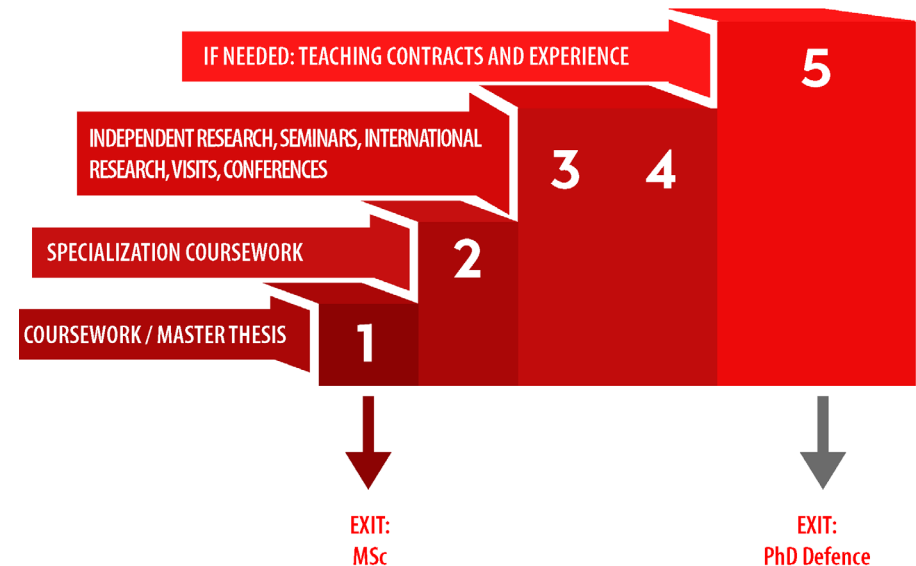 IF NEEDED: TEACHING CONTRACTS AND EXPERIENCE
5
INDEPENDENT RESEARCH, SEMINARS, INTERNATIONAL
RESEARCH, VISITS, CONFERENCES
3 4
SPECIALIZATION COURSEWORK
2
COURSEWORK / MASTER THESIS
1
EXIT:
MSc
EXIT:
PhD Defence